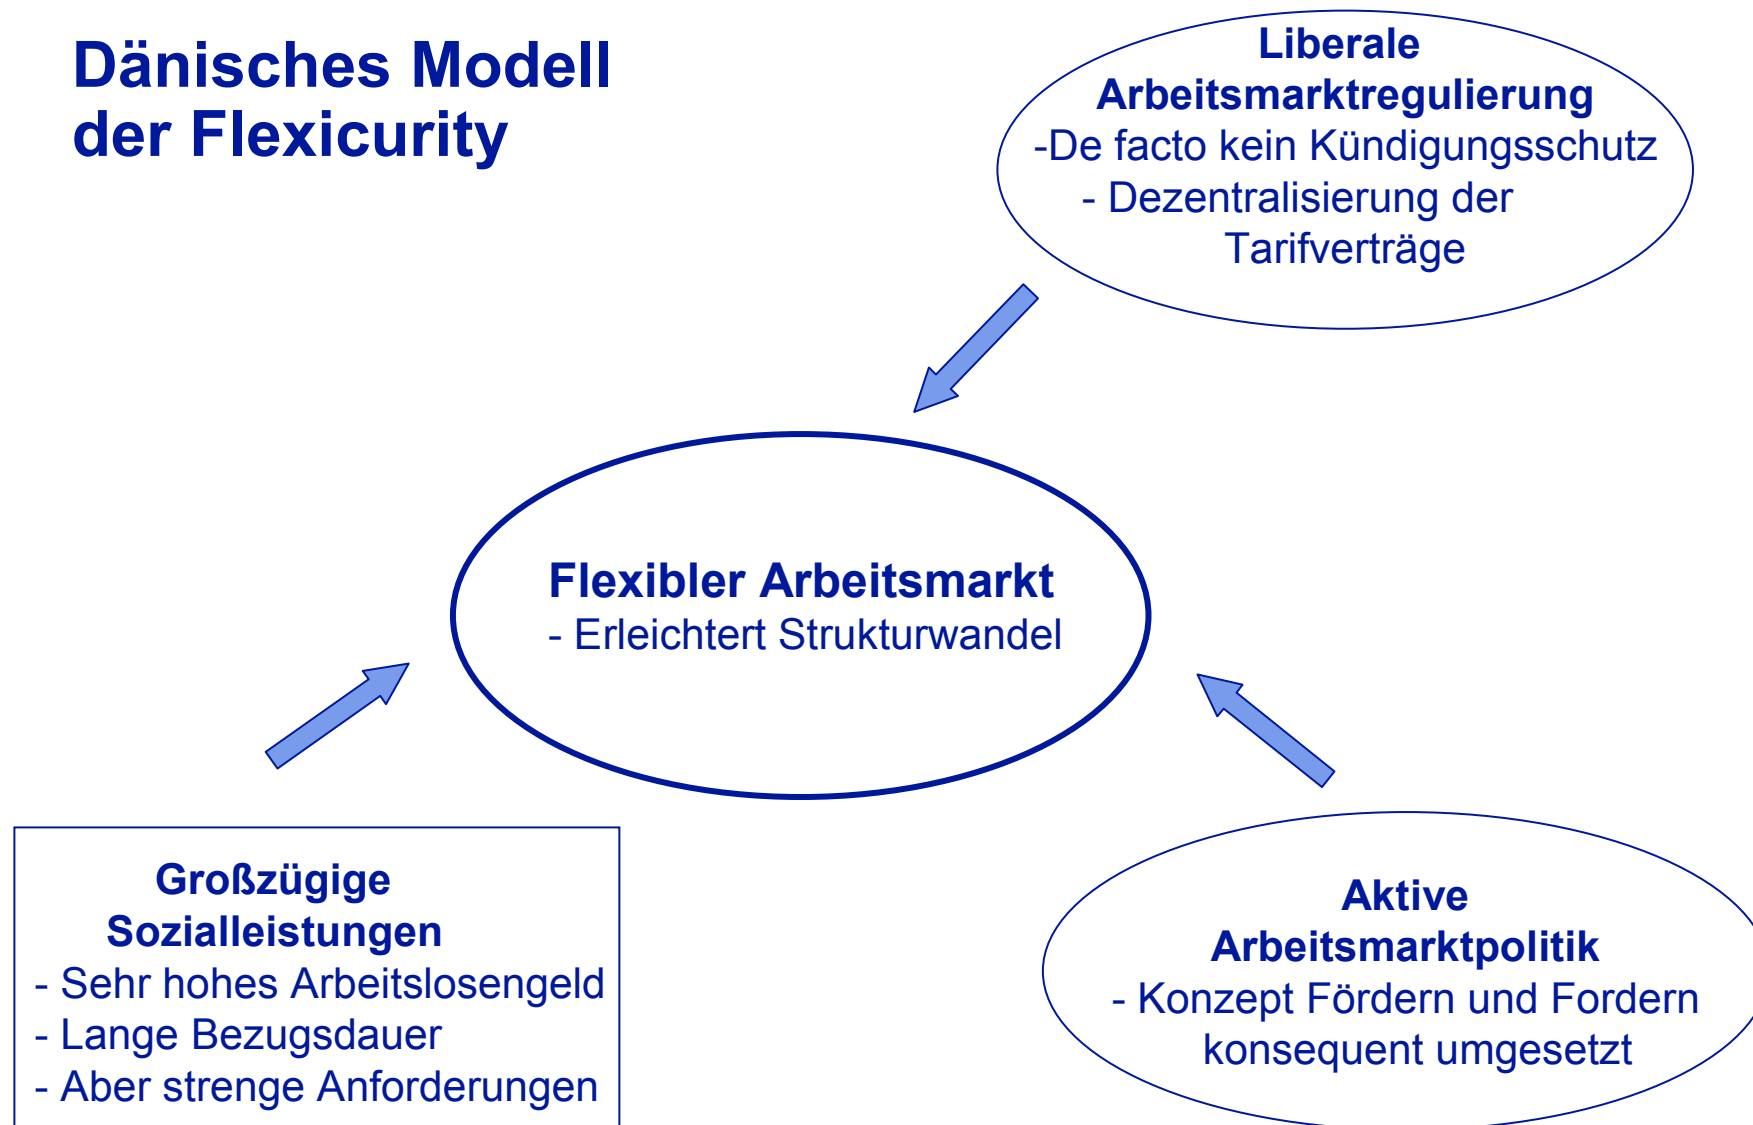 Dänisches Modell
der Flexicurity
Liberale
Arbeitsmarktregulierung
-De facto kein Kündigungsschutz
- Dezentralisierung der
Tarifverträge
Flexibler Arbeitsmarkt
- Erleichtert Strukturwandel
Großzügige
Sozialleistungen
- Sehr hohes Arbeitslosengeld
- Lange Bezugsdauer
- Aber strenge Anforderungen
Aktive
Arbeitsmarktpolitik
- Konzept Fördern und Fordern
konsequent umgesetzt